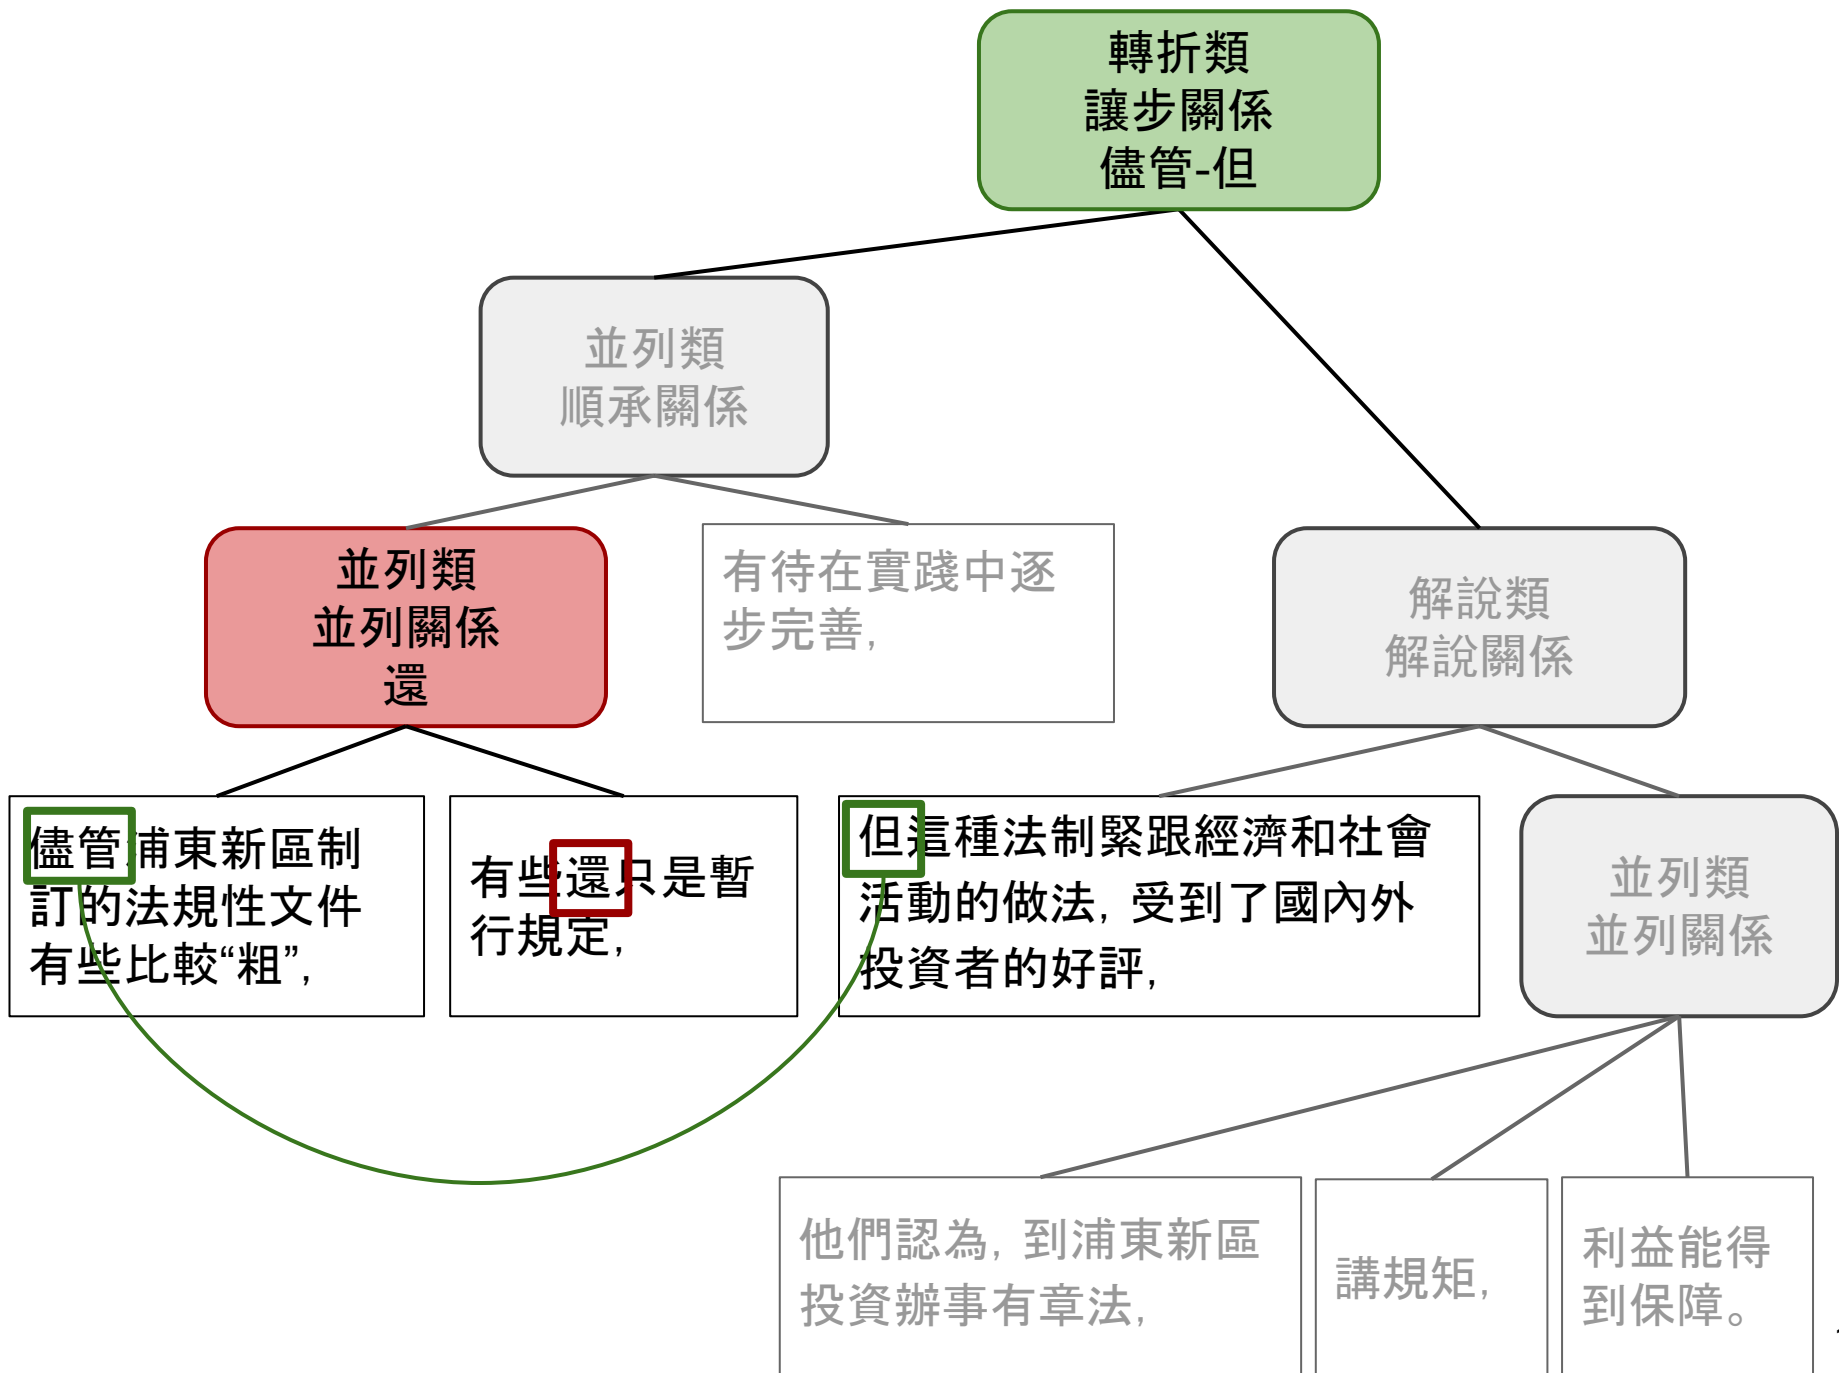 轉折類
讓步關係
儘管-但
並列類
順承關係
並列類
並列關係
還
有待在實踐中逐
步完善,
解說類
解說關係
儘管浦東新區制
訂的法規性文件
有些比較“粗”,
有些還只是暫
行規定,
但這種法制緊跟經濟和社會
活動的做法, 受到了國內外
投資者的好評,
並列類
並列關係
他們認為, 到浦東新區
投資辦事有章法,
講規矩,
利益能得
到保障。